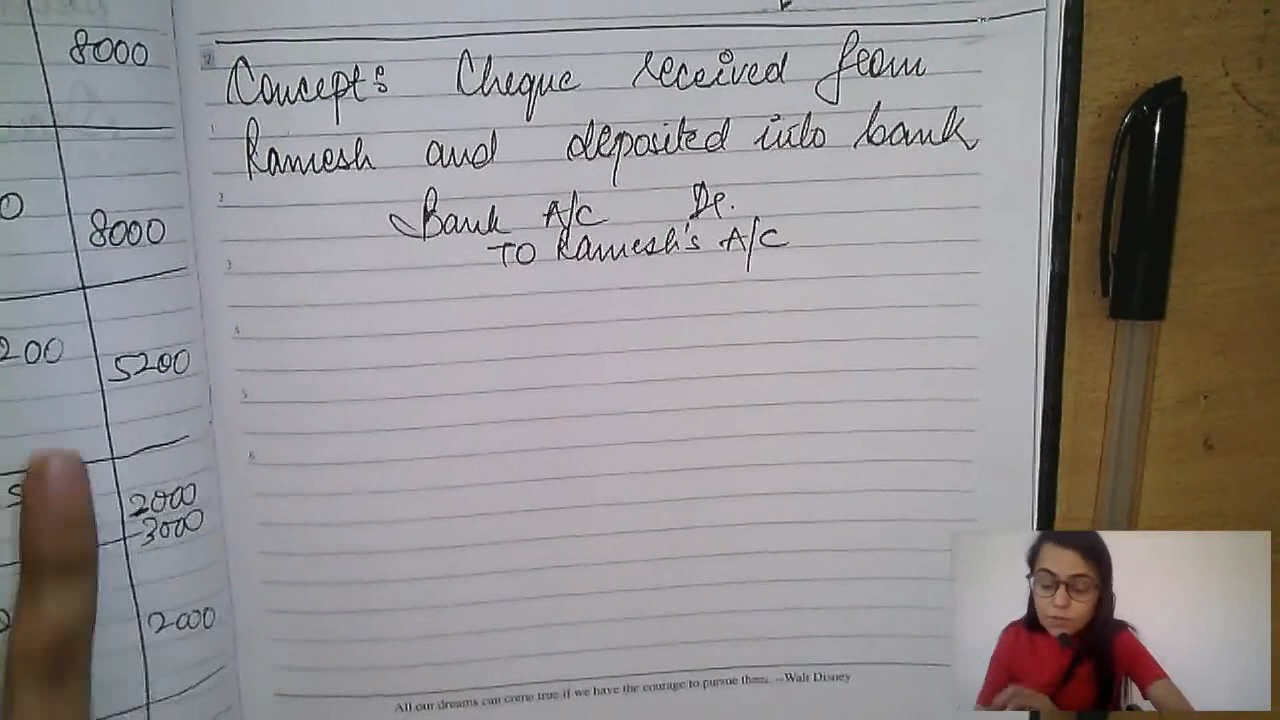 8000
8000
200 5200
2000
3000
2000
Concept: Cheque received from
Ramesh and deposited into bank
Bank A/C Dr.
To Ramesh's A/C
All our dreams can come true if we have the courage to pursue them. --Walt Disney